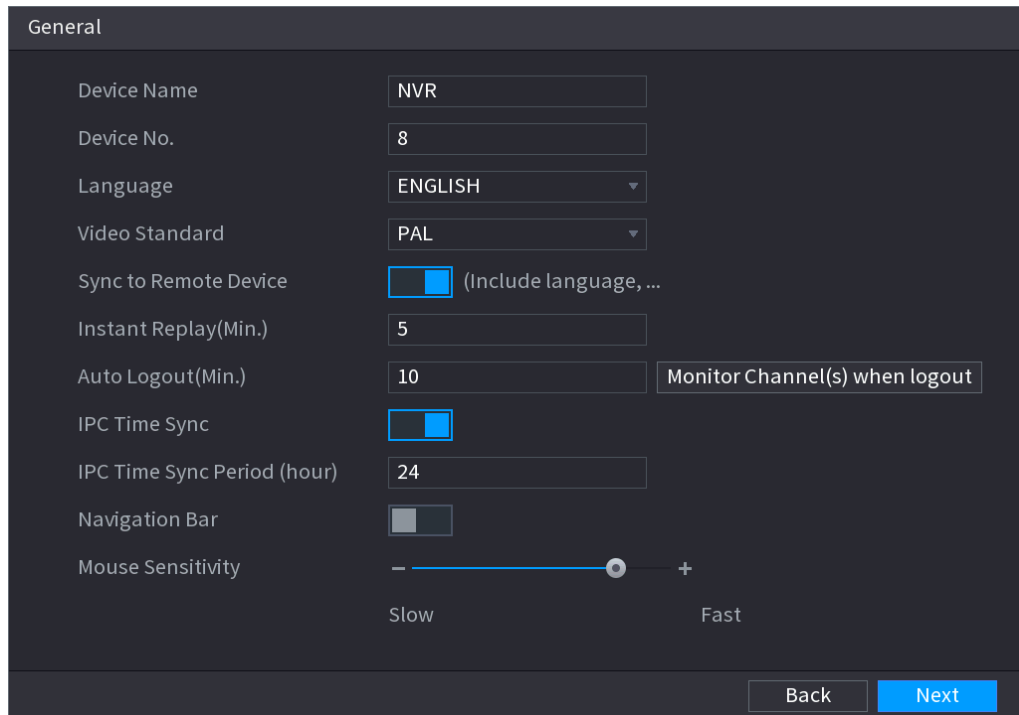 General
Device Name NVR
Device No. 8
Language ENGLISH
Video Standard PAL
Sync to Remote Device (Include language, ...
Instant Replay(Min.) 5
Auto Logout(Min.) 10 Monitor Channel(s) when logout
IPC Time Sync
IPC Time Sync Period (hour) 24
Navigation Bar
Mouse Sensitivity − +
Slow Fast
Back Next